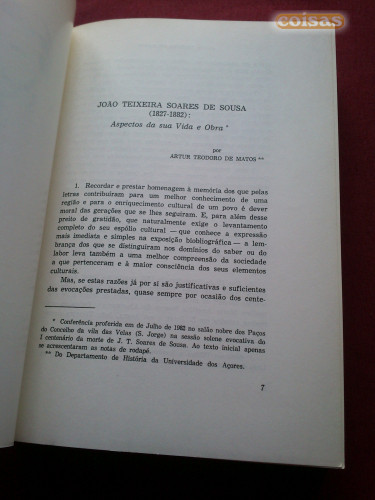 coisas
JOÃO TEIXEIRA SOARES DE SOUSA
(1827-1882):
Aspectos da sua Vida e Obra *
por
ARTUR TEODORO DE MATOS **
1. Recordar e prestar homenagem à memória dos que pelas
letras contribuíram para um melhor conhecimento de uma
região e para o enriquecimento cultural de um povo é dever
moral das gerações que se lhes seguiram. E, para além desse
preito de gratidão, que naturalmente exige o levantamento
completo do seu espólio cultural — que conhece a expressão
mais imediata e simples na exposição biobliográfica — a lem-
brança dos que se distinguiram nos domínios do saber ou do
labor leva também a uma melhor compreensão da sociedade
a que pertenceram e à maior consciência dos seus elementos
culturais.
Mas, se estas razões já por si são justificativas e suficientes
das evocações prestadas, quase sempre por ocasião dos cente-
* Conferência proferida em de Julho de 1982 no salão nobre dos Paços
do Concelho da vila das Velas (S. Jorge) na sessão solene evocativa do
I centenário da morte de J. T. Soares de Sousa. Ao texto inicial apenas
se acrescentaram as notas de rodapé.
** Do Departamento de História da Universidade dos Açores.
7